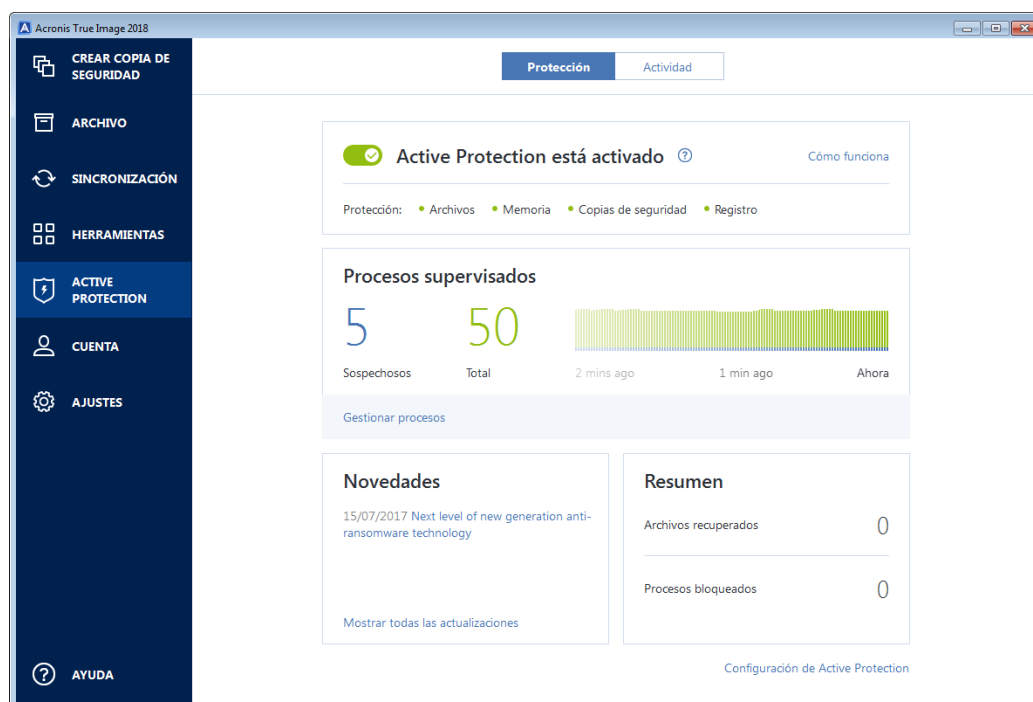 Acronis True Image 2018
CREAR COPIA DE
SEGURIDAD
ARCHIVO
SINCRONIZACIÓN
HERRAMIENTAS
ACTIVE
PROTECTION
CUENTA
AJUSTES
AYUDA
Protección Actividad
Active Protection está activado ? Cómo funciona
Protección: • Archivos • Memoria • Copias de seguridad • Registro
Procesos supervisados
5 50
Sospechosos Total 2 mins ago 1 min ago Ahora
Gestionar procesos
Novedades
15/07/2017 Next level of new generation anti-
ransomware technology
Mostrar todas las actualizaciones
Resumen
Archivos recuperados 0
Procesos bloqueados 0
Configuración de Active Protection